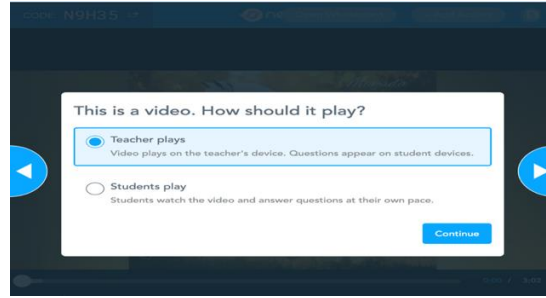 CODE N9H35
This is a video. How should it play?
Teacher plays
Video plays on the teacher's device. Questions appear on student devices.
Students play
Students watch the video and answer questions at their own pace.
Continue